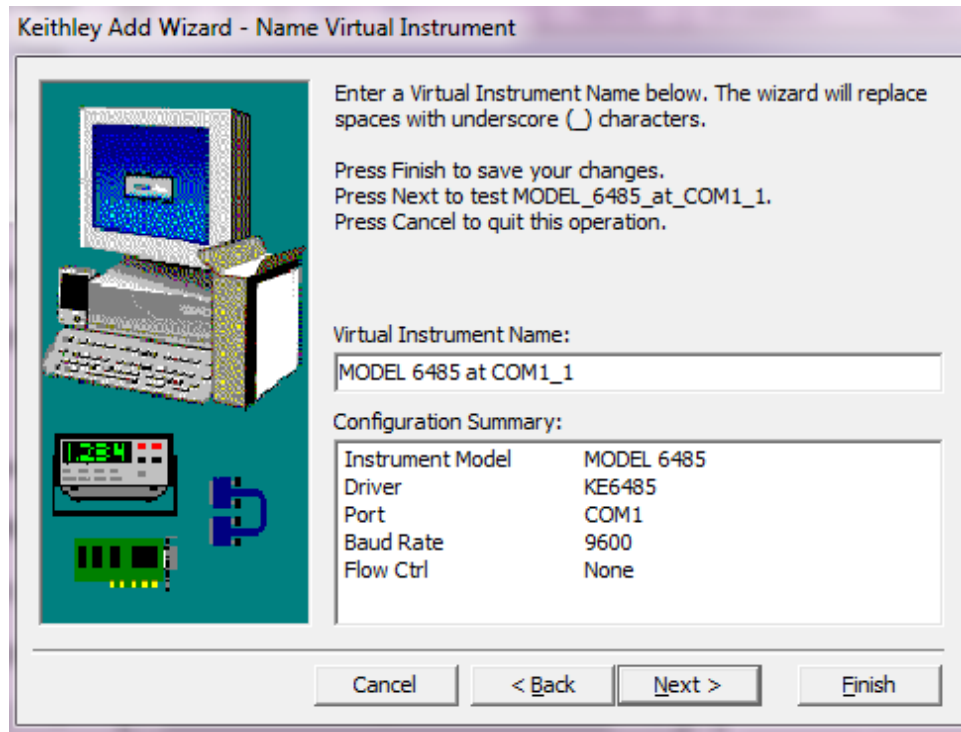 Keithley Add Wizard - Name Virtual Instrument
Enter a Virtual Instrument Name below. The wizard will replace
spaces with underscore (_) characters.
Press Finish to save your changes.
Press Next to test MODEL_6485_at_COM1_1.
Press Cancel to quit this operation.
Virtual Instrument Name:
MODEL 6485 at COM1_1
Configuration Summary:
Instrument Model MODEL 6485
Driver KE6485
Port COM1
Baud Rate 9600
Flow Ctrl None
1.234
Cancel < Back Next > Finish